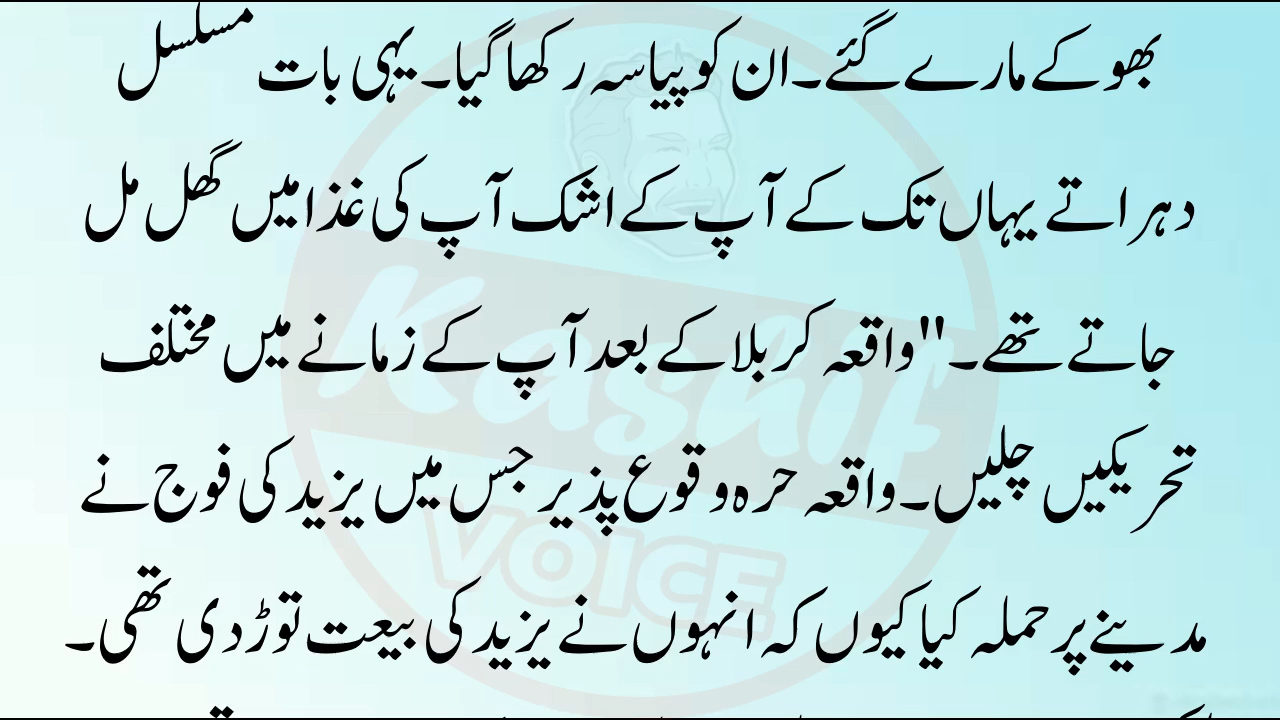 بھوکے مارے گئے۔ان کو پیاسہ رکھا گیا۔یہی بات مسلسل
دہراتے یہاں تک کے آپ کے اشک آپ کی غذا میں گھل مل
جاتے تھے۔"واقعہ کربلا کے بعد آپ کے زمانے میں مختلف
تحریکیں چلیں۔واقعہ حرہ وقوع پذیر جس میں یزید کی فوج نے
مدینے پر حملہ کیا کیوں کہ انہوں نے یزید کی بیعت توڑ دی تھی۔
Kashif
VOICE